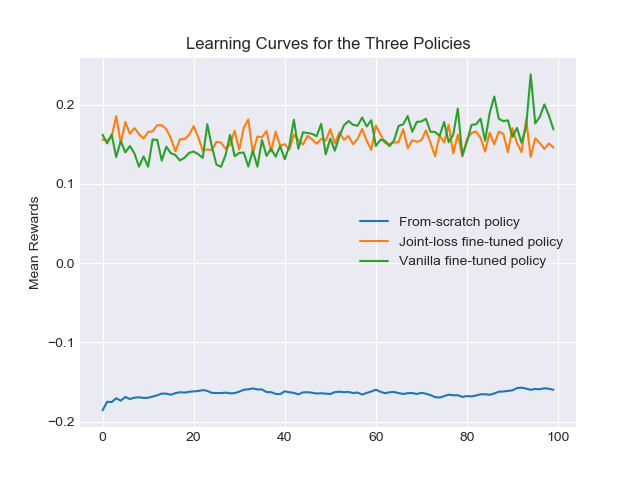 Learning Curves for the Three Policies
Mean Rewards
0.2
0.1
0.0
−0.1
−0.2
From-scratch policy
Joint-loss fine-tuned policy
Vanilla fine-tuned policy
0 20 40 60 80 100